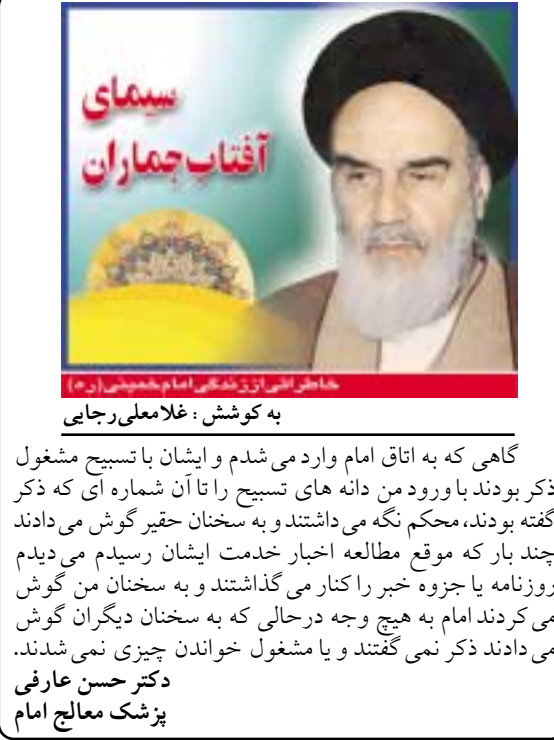 سیمای
آفتاب جماران
خاطراتی از زندگی امام خمینی (ره)
به کوشش : غلامعلی رجایی
گاهی که به اتاق امام وارد می شدم و ایشان با تسبیح مشغول
ذکر بودند با ورود من دانه های تسبیح را تا آن شماره ای که ذکر
گفته بودند، محکم نگه می داشتند و به سخنان حقیر گوش می دادند
چند بار که موقع مطالعه اخبار خدمت ایشان رسیدم می دیدم
روزنامه یا جزوه خبر را کنار می گذاشتند و به سخنان من گوش
می کردند امام به هیچ وجه درحالی که به سخنان دیگران گوش
می دادند ذکر نمی گفتند و یا مشغول خواندن چیزی نمی شدند.
دکتر حسن عارفی
پزشک معالج امام